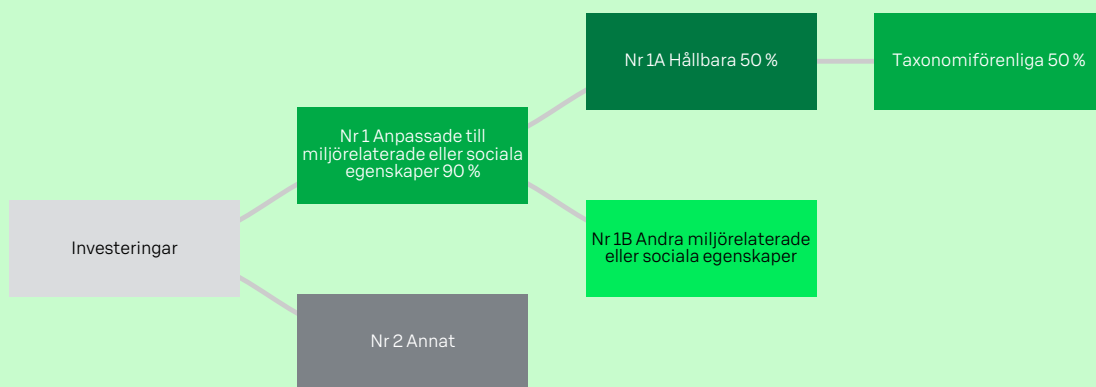 Investeringar
Nr 1 Anpassade till
miljörelaterade eller sociala
egenskaper 90 %
Nr 2 Annat
Nr 1A Hållbara 50 %
Nr 1B Andra miljörelaterade
eller sociala egenskaper
Taxonomiförenliga 50 %